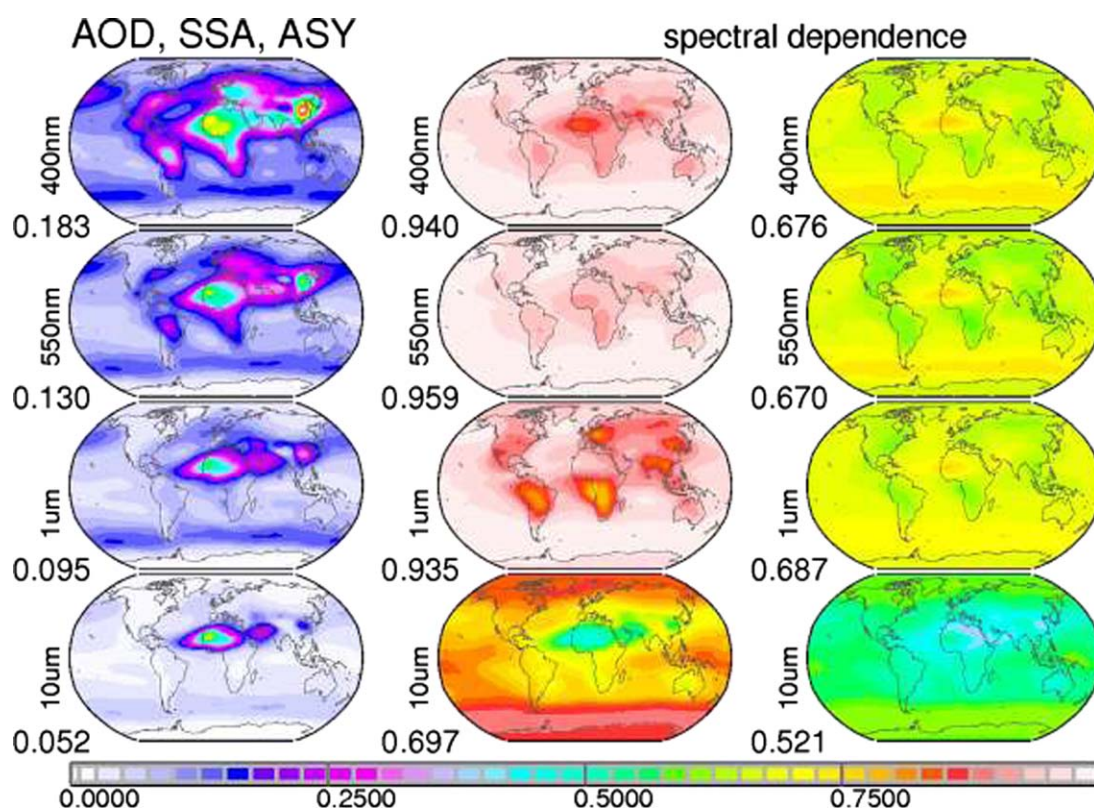 AOD, SSA, ASY
spectral dependence
400nm
400nm
400nm
0.183
0.940
0.676
550nm
550nm
550nm
0.130
0.959
0.670
1um
1um
1um
0.095
0.935
0.687
10um
10um
10um
0.052
0.697
0.521
0.0000 0.2500 0.5000 0.7500